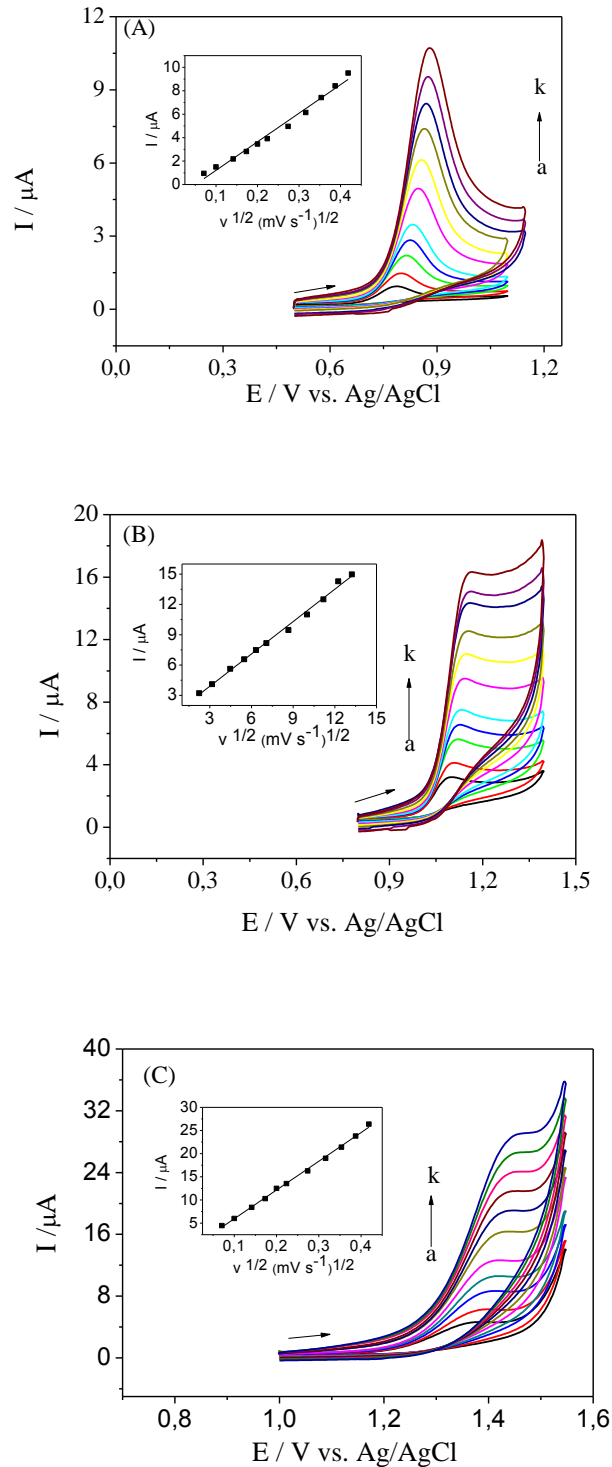 (A)
12
9
6
3
0
I / µA
0,0 0,3 0,6 0,9 1,2
E / V vs. Ag/AgCl
k
a
10
8
6
4
2
0
I / µA
0,1 0,2 0,3 0,4
v 1/2 (mV s⁻¹)1/2
(B)
20
16
12
8
4
0
I / µA
0,0 0,3 0,6 0,9 1,2 1,5
E / V vs. Ag/AgCl
k
a
15
12
9
6
3
I / µA
3 6 9 12 15
v 1/2 (mV s⁻¹)1/2
(C)
40
32
24
16
8
0
I /µA
0,8 1,0 1,2 1,4 1,6
E / V vs. Ag/AgCl
k
a
30
25
20
15
10
5
I / µA
0,1 0,2 0,3 0,4
v 1/2 (mV s⁻¹)1/2